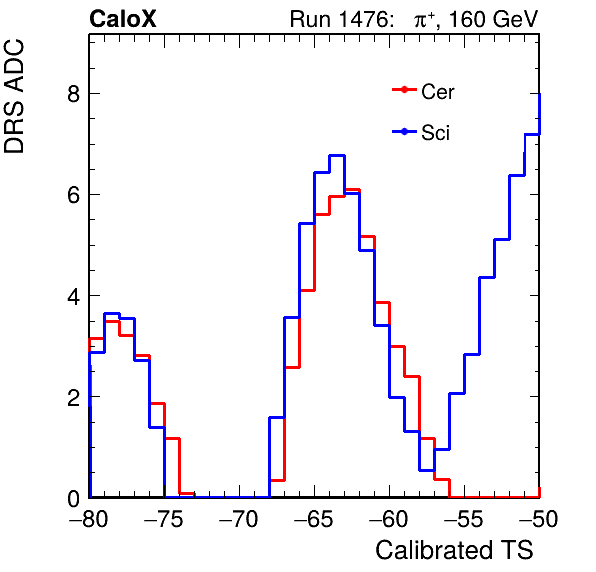 CaloX Run 1476: π+, 160 GeV
DRS ADC
8
6
4
2
0
Cer
Sci
−80 −75 −70 −65 −60 −55 −50
Calibrated TS